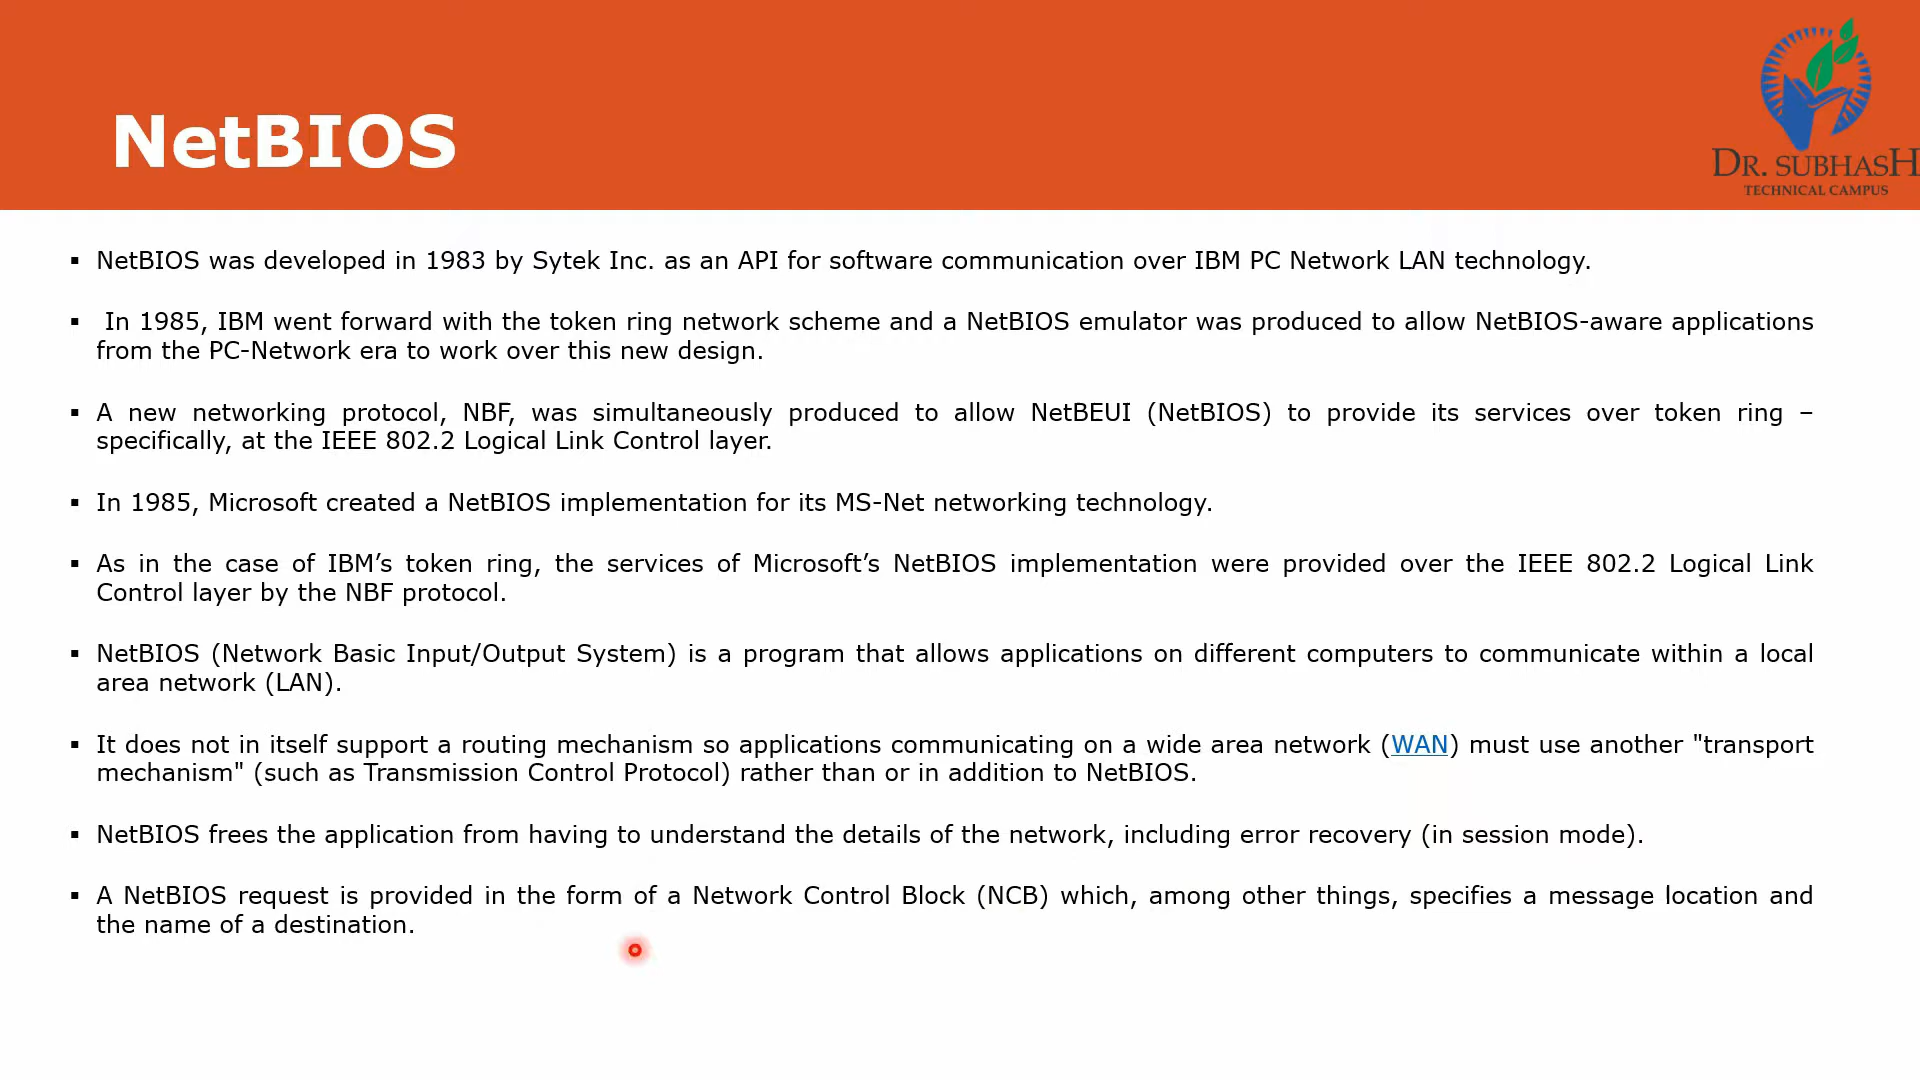 NetBIOS
DR. SUBHASH
TECHNICAL CAMPUS
▪ NetBIOS was developed in 1983 by Sytek Inc. as an API for software communication over IBM PC Network LAN technology.
▪ In 1985, IBM went forward with the token ring network scheme and a NetBIOS emulator was produced to allow NetBIOS-aware applications
from the PC-Network era to work over this new design.
▪ A new networking protocol, NBF, was simultaneously produced to allow NetBEUI (NetBIOS) to provide its services over token ring –
specifically, at the IEEE 802.2 Logical Link Control layer.
▪ In 1985, Microsoft created a NetBIOS implementation for its MS-Net networking technology.
▪ As in the case of IBM’s token ring, the services of Microsoft’s NetBIOS implementation were provided over the IEEE 802.2 Logical Link
Control layer by the NBF protocol.
▪ NetBIOS (Network Basic Input/Output System) is a program that allows applications on different computers to communicate within a local
area network (LAN).
▪ It does not in itself support a routing mechanism so applications communicating on a wide area network (WAN) must use another "transport
mechanism" (such as Transmission Control Protocol) rather than or in addition to NetBIOS.
▪ NetBIOS frees the application from having to understand the details of the network, including error recovery (in session mode).
▪ A NetBIOS request is provided in the form of a Network Control Block (NCB) which, among other things, specifies a message location and
the name of a destination.